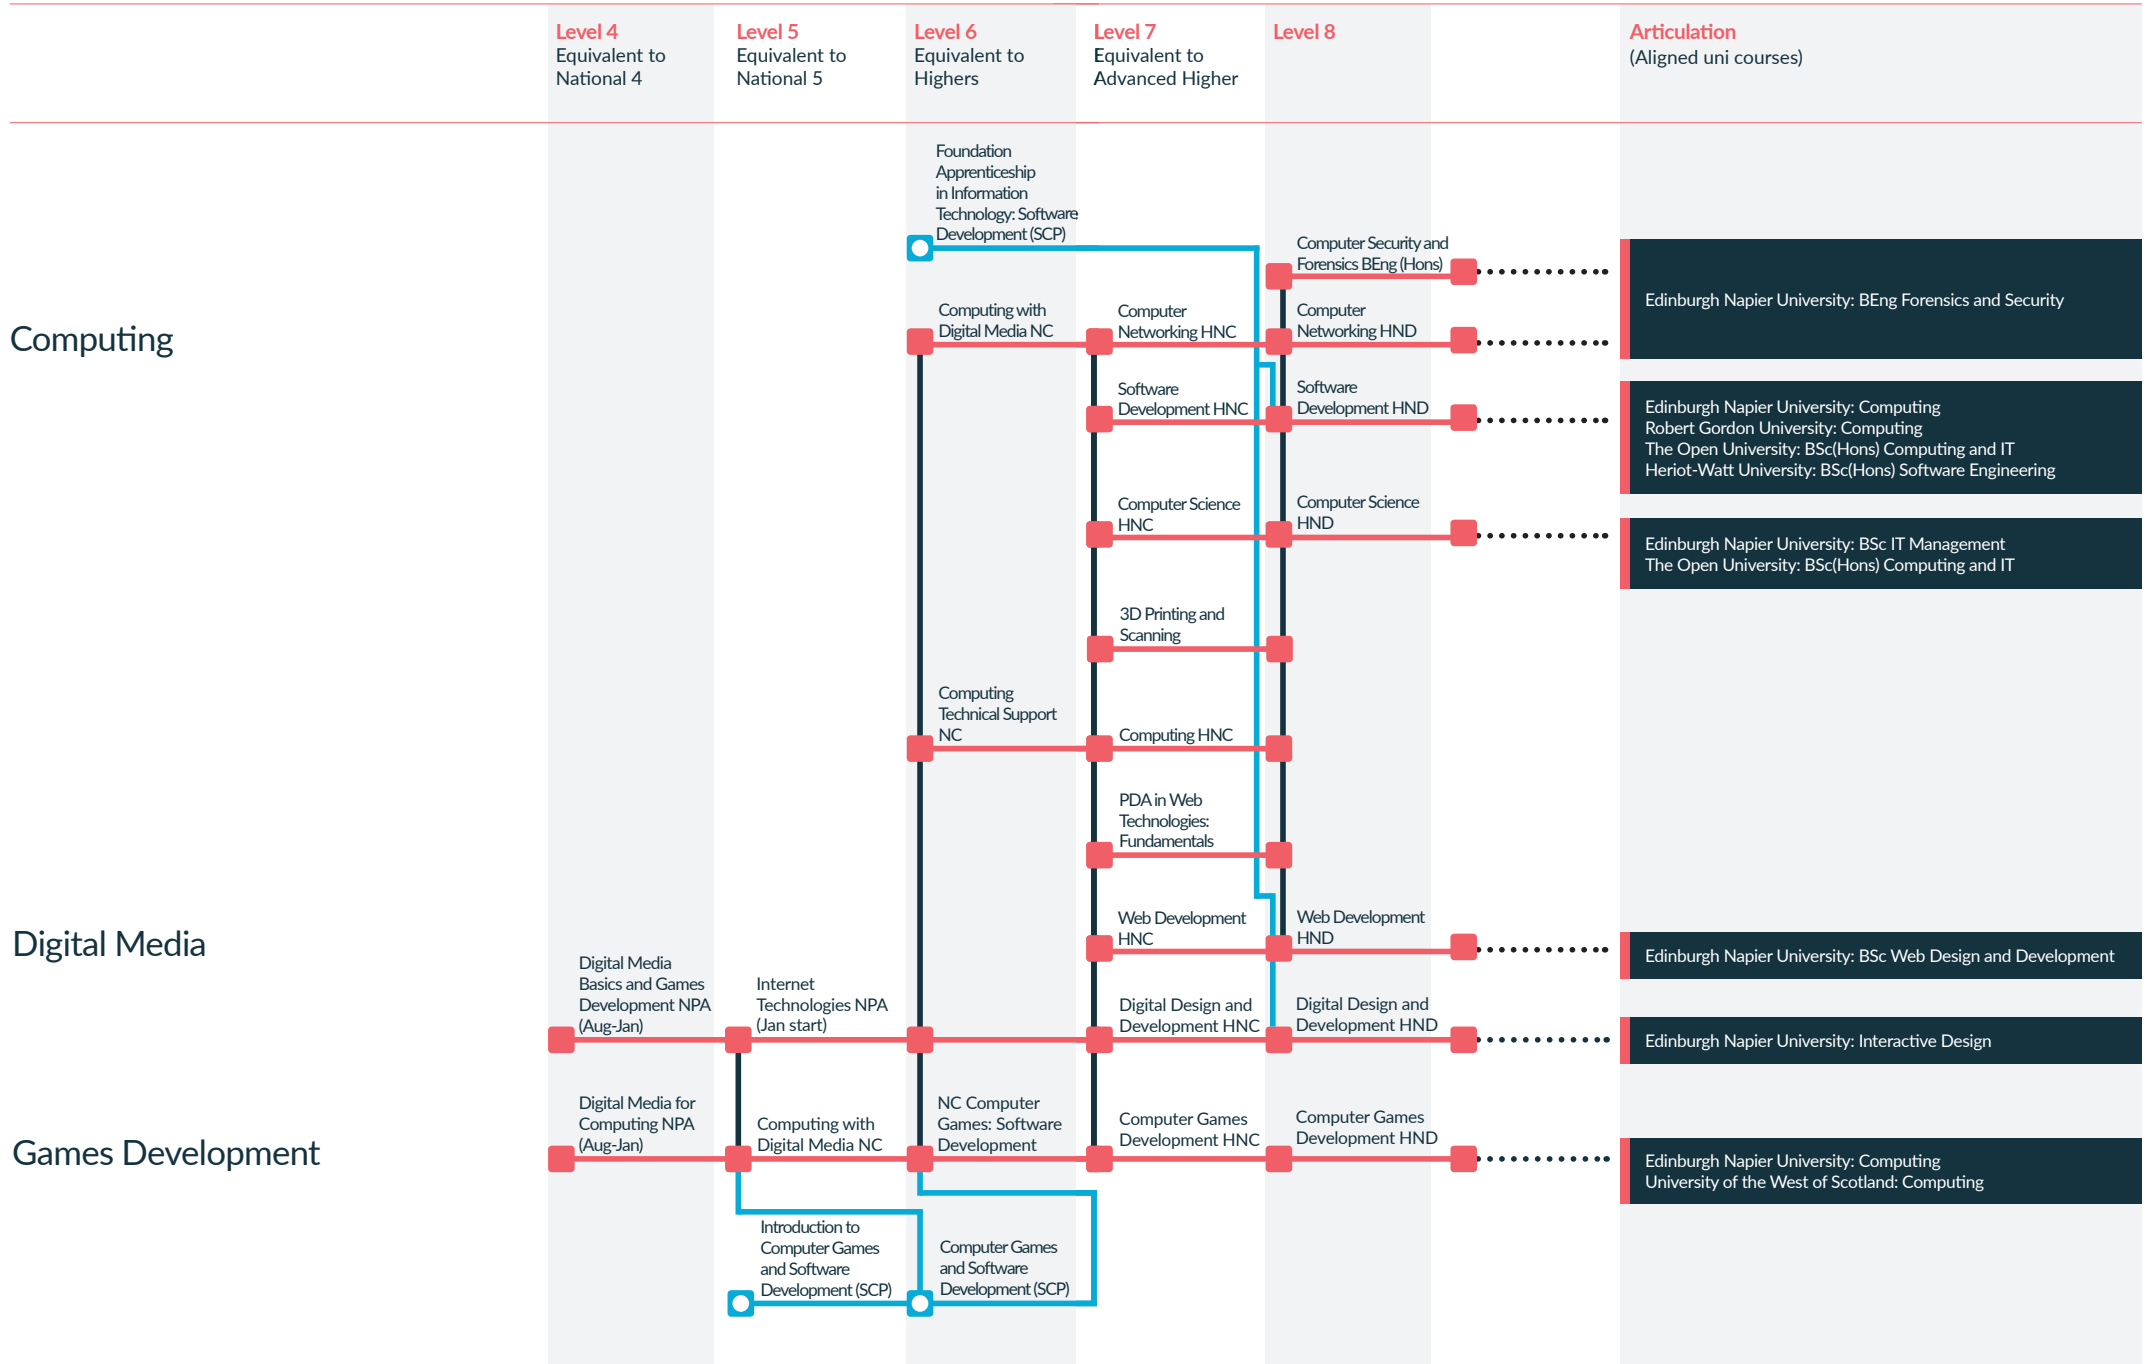 Level 4
Equivalent to
National 4
Level 5
Equivalent to
National 5
Level 6
Equivalent to
Highers
Level 7
Equivalent to
Advanced Higher
Level 8
Articulation
(Aligned uni courses)
Computing
Foundation
Apprenticeship
in Information
Technology: Software
Development (SCP)
Computer Security and
Forensics BEng (Hons)
Edinburgh Napier University: BEng Forensics and Security
Computing with
Digital Media NC
Computer
Networking HNC
Computer
Networking HND
Software
Development HNC
Software
Development HND
Edinburgh Napier University: Computing
Robert Gordon University: Computing
The Open University: BSc(Hons) Computing and IT
Heriot-Watt University: BSc(Hons) Software Engineering
Computer Science
HNC
Computer Science
HND
Edinburgh Napier University: BSc IT Management
The Open University: BSc(Hons) Computing and IT
3D Printing and
Scanning
Computing
Technical Support
NC
Computing HNC
PDA in Web
Technologies:
Fundamentals
Digital Media
Web Development
HNC
Web Development
HND
Edinburgh Napier University: BSc Web Design and Development
Digital Media
Basics and Games
Development NPA
(Aug-Jan)
Internet
Technologies NPA
(Jan start)
Digital Design and
Development HNC
Digital Design and
Development HND
Edinburgh Napier University: Interactive Design
Games Development
Digital Media for
Computing NPA
(Aug-Jan)
Computing with
Digital Media NC
NC Computer
Games: Software
Development
Computer Games
Development HNC
Computer Games
Development HND
Edinburgh Napier University: Computing
University of the West of Scotland: Computing
Introduction to
Computer Games
and Software
Development (SCP)
Computer Games
and Software
Development (SCP)